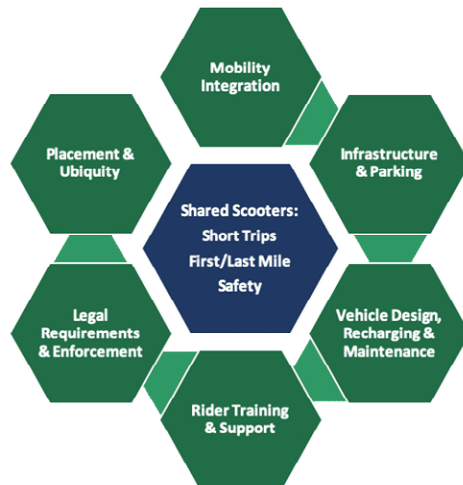 Mobility
Integration
Placement &
Ubiquity
Infrastructure
& Parking
Shared Scooters:
Short Trips
First/Last Mile
Safety
Legal
Requirements
& Enforcement
Vehicle Design,
Recharging &
Maintenance
Rider Training
& Support